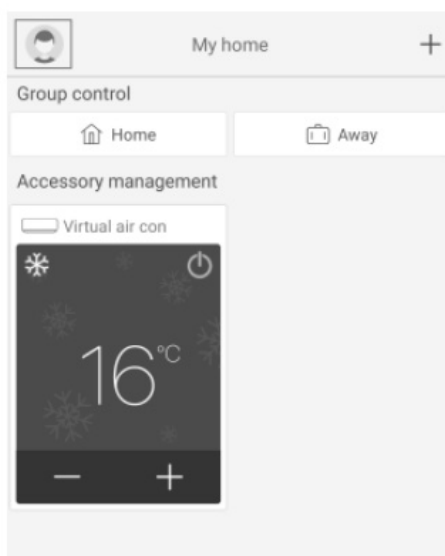 My home
Group control
Home
Away
Accessory management
Virtual air con
16°C